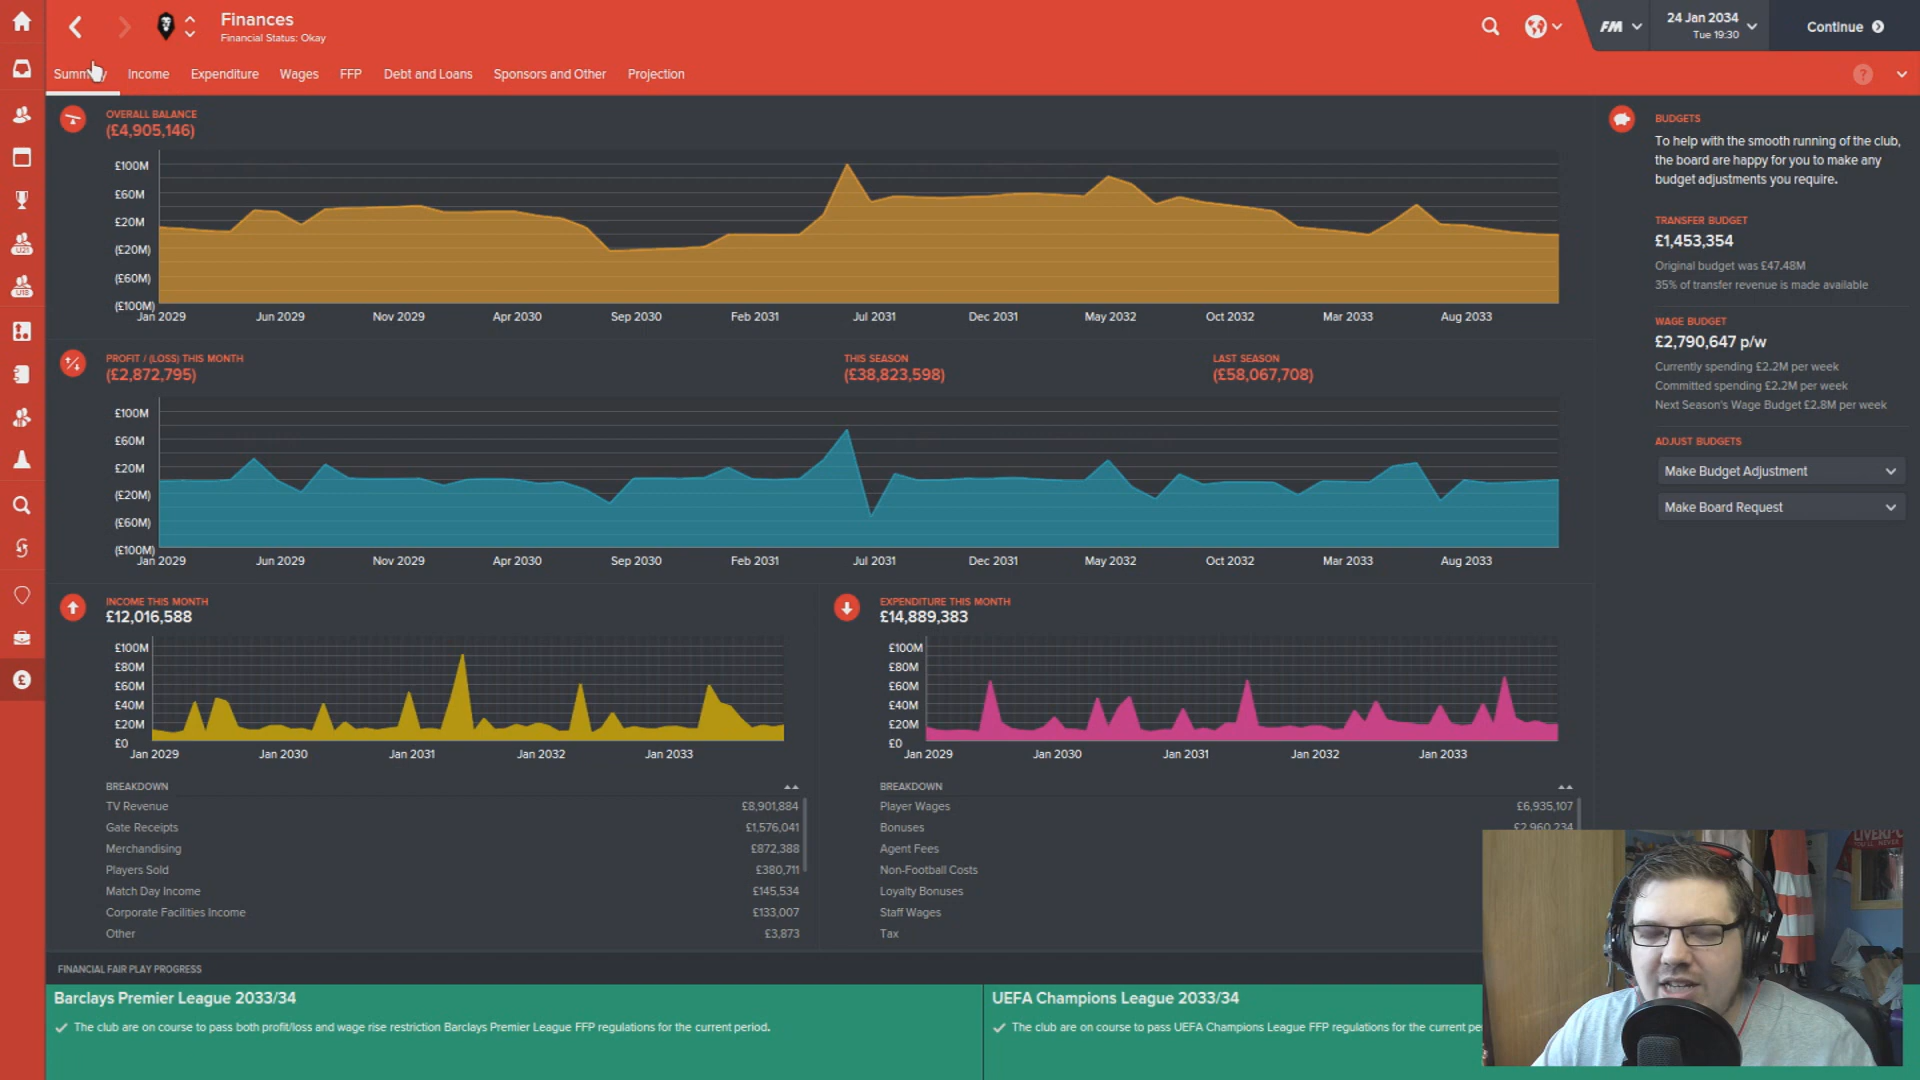 Finances
Financial Status: Okay
FM
24 Jan 2034
Tue 19:30
Continue
Summary Income Expenditure Wages FFP Debt and Loans Sponsors and Other Projection
?
OVERALL BALANCE
(£4,905,146)
£100M
£60M
£20M
(£20M)
(£60M)
(£100M)
Jan 2029 Jun 2029 Nov 2029 Apr 2030 Sep 2030 Feb 2031 Jul 2031 Dec 2031 May 2032 Oct 2032 Mar 2033 Aug 2033
PROFIT / (LOSS) THIS MONTH
(£2,872,795)
THIS SEASON
(£38,823,598)
LAST SEASON
(£58,067,708)
£100M
£60M
£20M
(£20M)
(£60M)
(£100M)
Jan 2029 Jun 2029 Nov 2029 Apr 2030 Sep 2030 Feb 2031 Jul 2031 Dec 2031 May 2032 Oct 2032 Mar 2033 Aug 2033
INCOME THIS MONTH
£12,016,588
£100M
£80M
£60M
£40M
£20M
£0
Jan 2029 Jan 2030 Jan 2031 Jan 2032 Jan 2033
BREAKDOWN
TV Revenue £8,901,884
Gate Receipts £1,576,041
Merchandising £872,388
Players Sold £380,711
Match Day Income £145,534
Corporate Facilities Income £133,007
Other £3,873
EXPENDITURE THIS MONTH
£14,889,383
£100M
£80M
£60M
£40M
£20M
£0
Jan 2029 Jan 2030 Jan 2031 Jan 2032 Jan 2033
BREAKDOWN
Player Wages £6,935,107
Bonuses £2,960,234
Agent Fees
Non-Football Costs
Loyalty Bonuses
Staff Wages
Tax
BUDGETS
To help with the smooth running of the club,
the board are happy for you to make any
budget adjustments you require.
TRANSFER BUDGET
£1,453,354
Original budget was £47.48M
35% of transfer revenue is made available
WAGE BUDGET
£2,790,647 p/w
Currently spending £2.2M per week
Committed spending £2.2M per week
Next Season's Wage Budget £2.8M per week
ADJUST BUDGETS
Make Budget Adjustment
Make Board Request
FINANCIAL FAIR PLAY PROGRESS
Barclays Premier League 2033/34
The club are on course to pass both profit/loss and wage rise restriction Barclays Premier League FFP regulations for the current period.
UEFA Champions League 2033/34
The club are on course to pass UEFA Champions League FFP regulations for the current pe
U21
U18